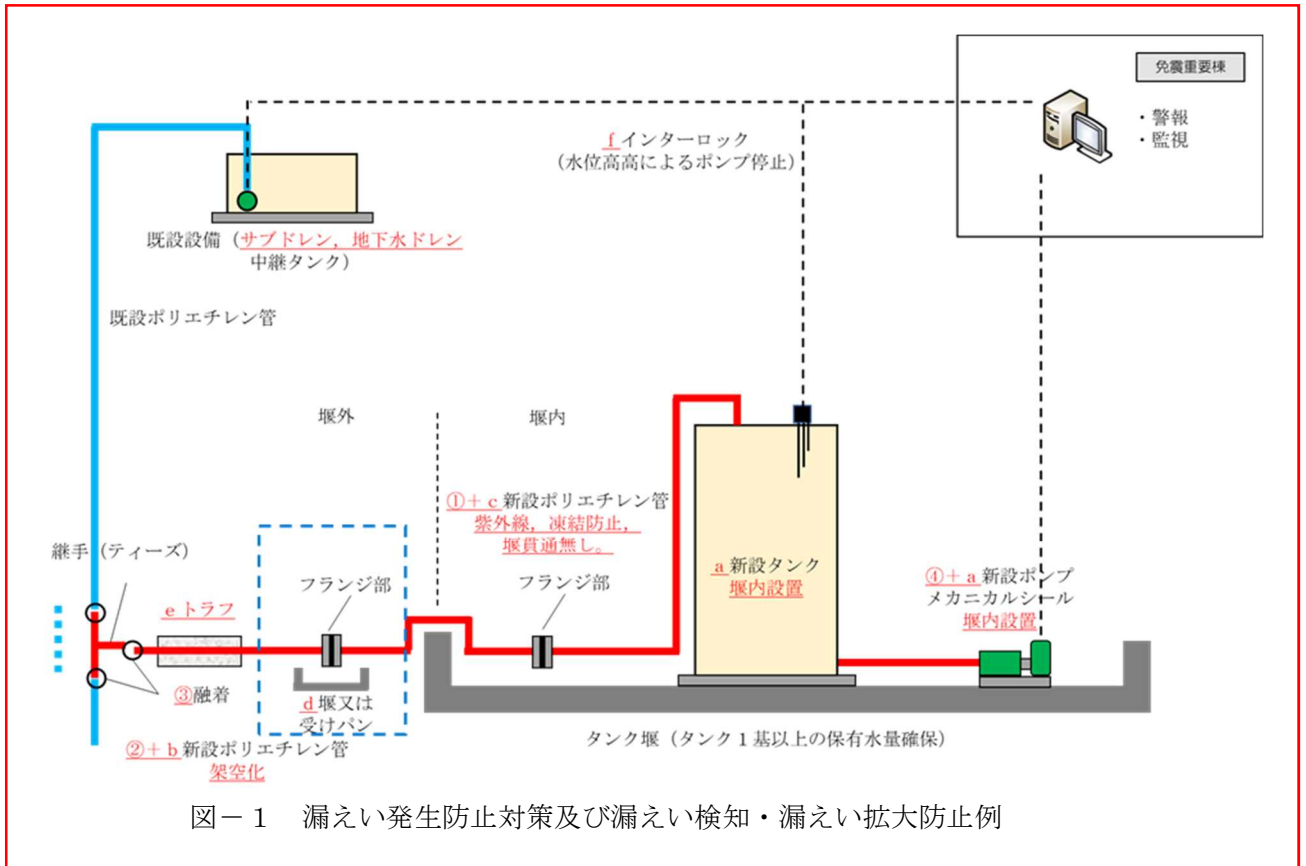 免震重要棟
・警報
・監視
fインターロック
(水位高高によるポンプ停止)
既設設備（サブドレン，地下水ドレン
中継タンク）
既設ポリエチレン管
堰外
堰内
①＋c新設ポリエチレン管
紫外線，凍結防止，
堰貫通無し。
継手（ティーズ）
eトラフ
フランジ部
フランジ部
a新設タンク
堰内設置
④＋a新設ポンプ
メカニカルシール
堰内設置
③融着
d堰又は
受けパン
②＋b新設ポリエチレン管
架空化
タンク堰（タンク１基以上の保有水量確保）
図－１　漏えい発生防止対策及び漏えい検知・漏えい拡大防止例